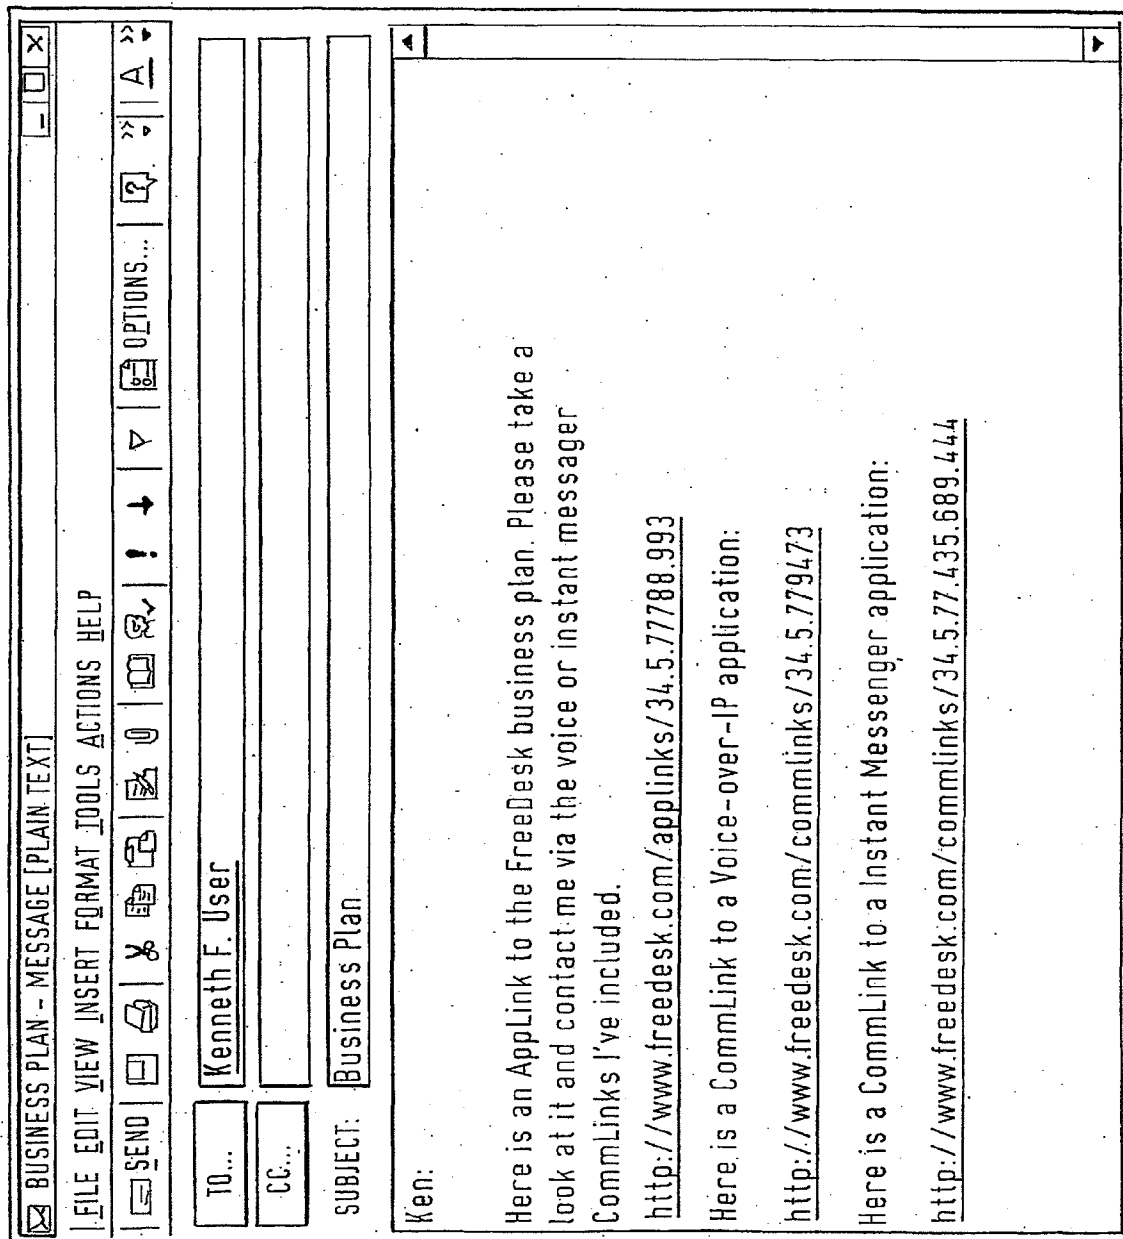 BUSINESS PLAN - MESSAGE [PLAIN TEXT]
FILE EDIT VIEW INSERT FORMAT TOOLS ACTIONS HELP
SEND OPTIONS... A
TO... Kenneth F. User
CC...
SUBJECT: Business Plan
Ken:
Here is an AppLink to the FreeDesk business plan. Please take a
look at it and contact me via the voice or instant messager
CommLinks I've included.
http://www.freedesk.com/applinks/34.5.77788.993
Here is a CommLink to a Voice-over-IP application:
http://www.freedesk.com/commlinks/34.5.779473
Here is a CommLink to a Instant Messenger application:
http://www.freedesk.com/commlinks/34.5.77.435.689.444